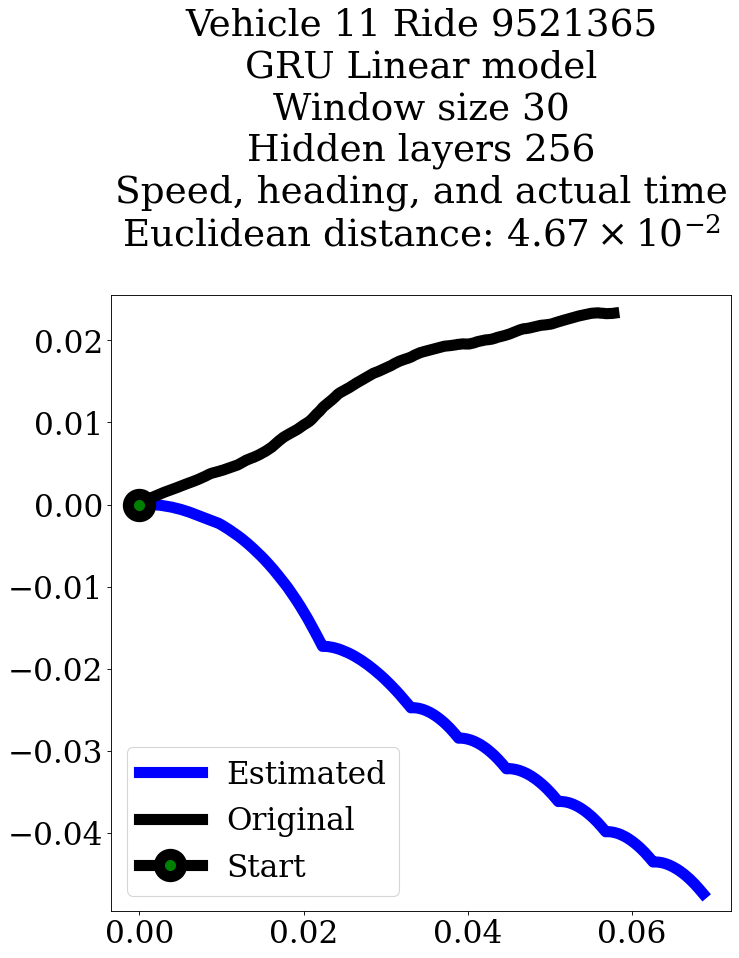 Vehicle 11 Ride 9521365
GRU Linear model
Window size 30
Hidden layers 256
Speed, heading, and actual time
Euclidean distance: 4.67 × 10⁻²
0.02
0.01
0.00
−0.01
−0.02
−0.03
−0.04
Estimated
Original
Start
0.00 0.02 0.04 0.06